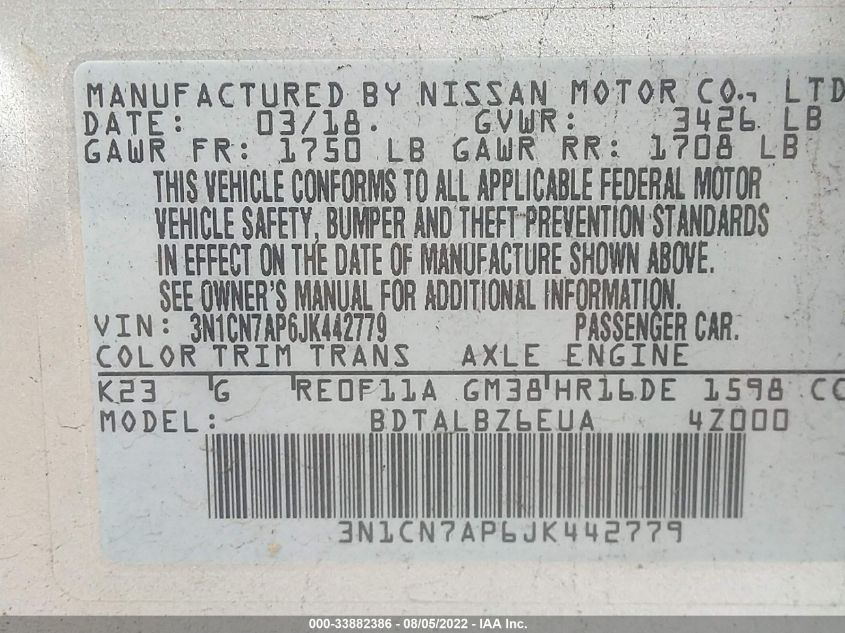 MANUFACTURED BY NISSAN MOTOR CO., LTD
DATE: 03/18. GVWR: 3426 LB
GAWR FR: 1750 LB GAWR RR: 1708 LB
THIS VEHICLE CONFORMS TO ALL APPLICABLE FEDERAL MOTOR
VEHICLE SAFETY, BUMPER AND THEFT PREVENTION STANDARDS
IN EFFECT ON THE DATE OF MANUFACTURE SHOWN ABOVE.
SEE OWNER'S MANUAL FOR ADDITIONAL INFORMATION.
VIN: 3N1CN7AP6JK442779 PASSENGER CAR.
COLOR TRIM TRANS AXLE ENGINE
K23 G RE0F11A GM38 HR16DE 1598 CC
MODEL: BDTALBZ6EUA 4Z000
3N1CN7AP6JK442779
000-33882386 - 08/05/2022 - IAA Inc.